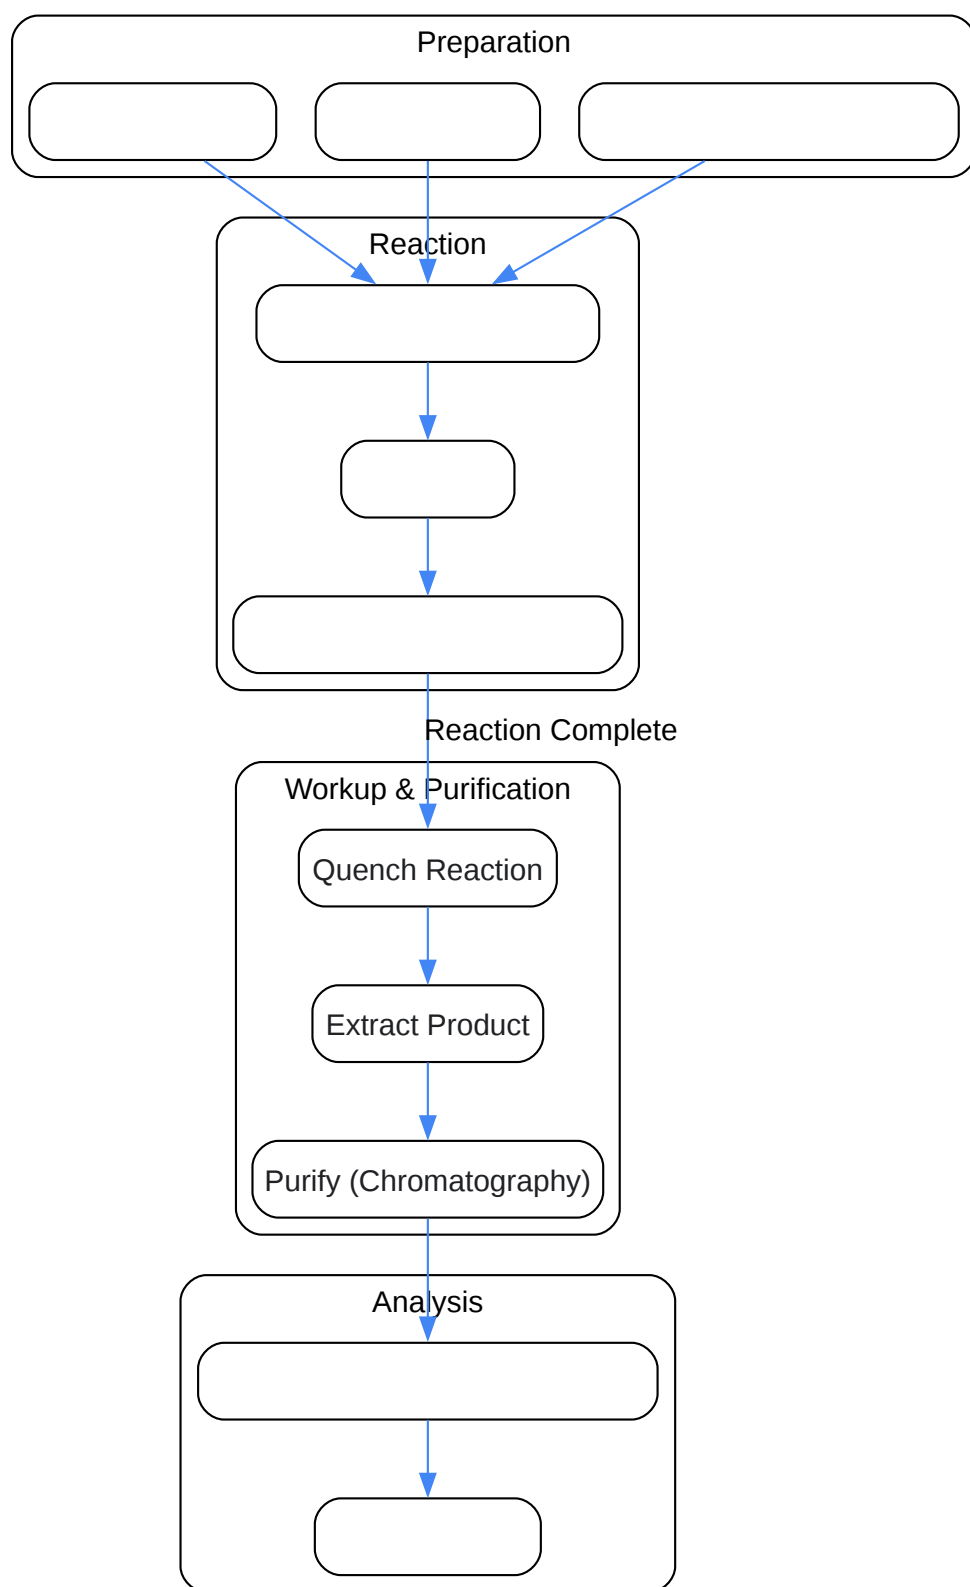 Preparation
Reaction
Reaction Complete
Workup & Purification
Quench Reaction
Extract Product
Purify (Chromatography)
Analysis